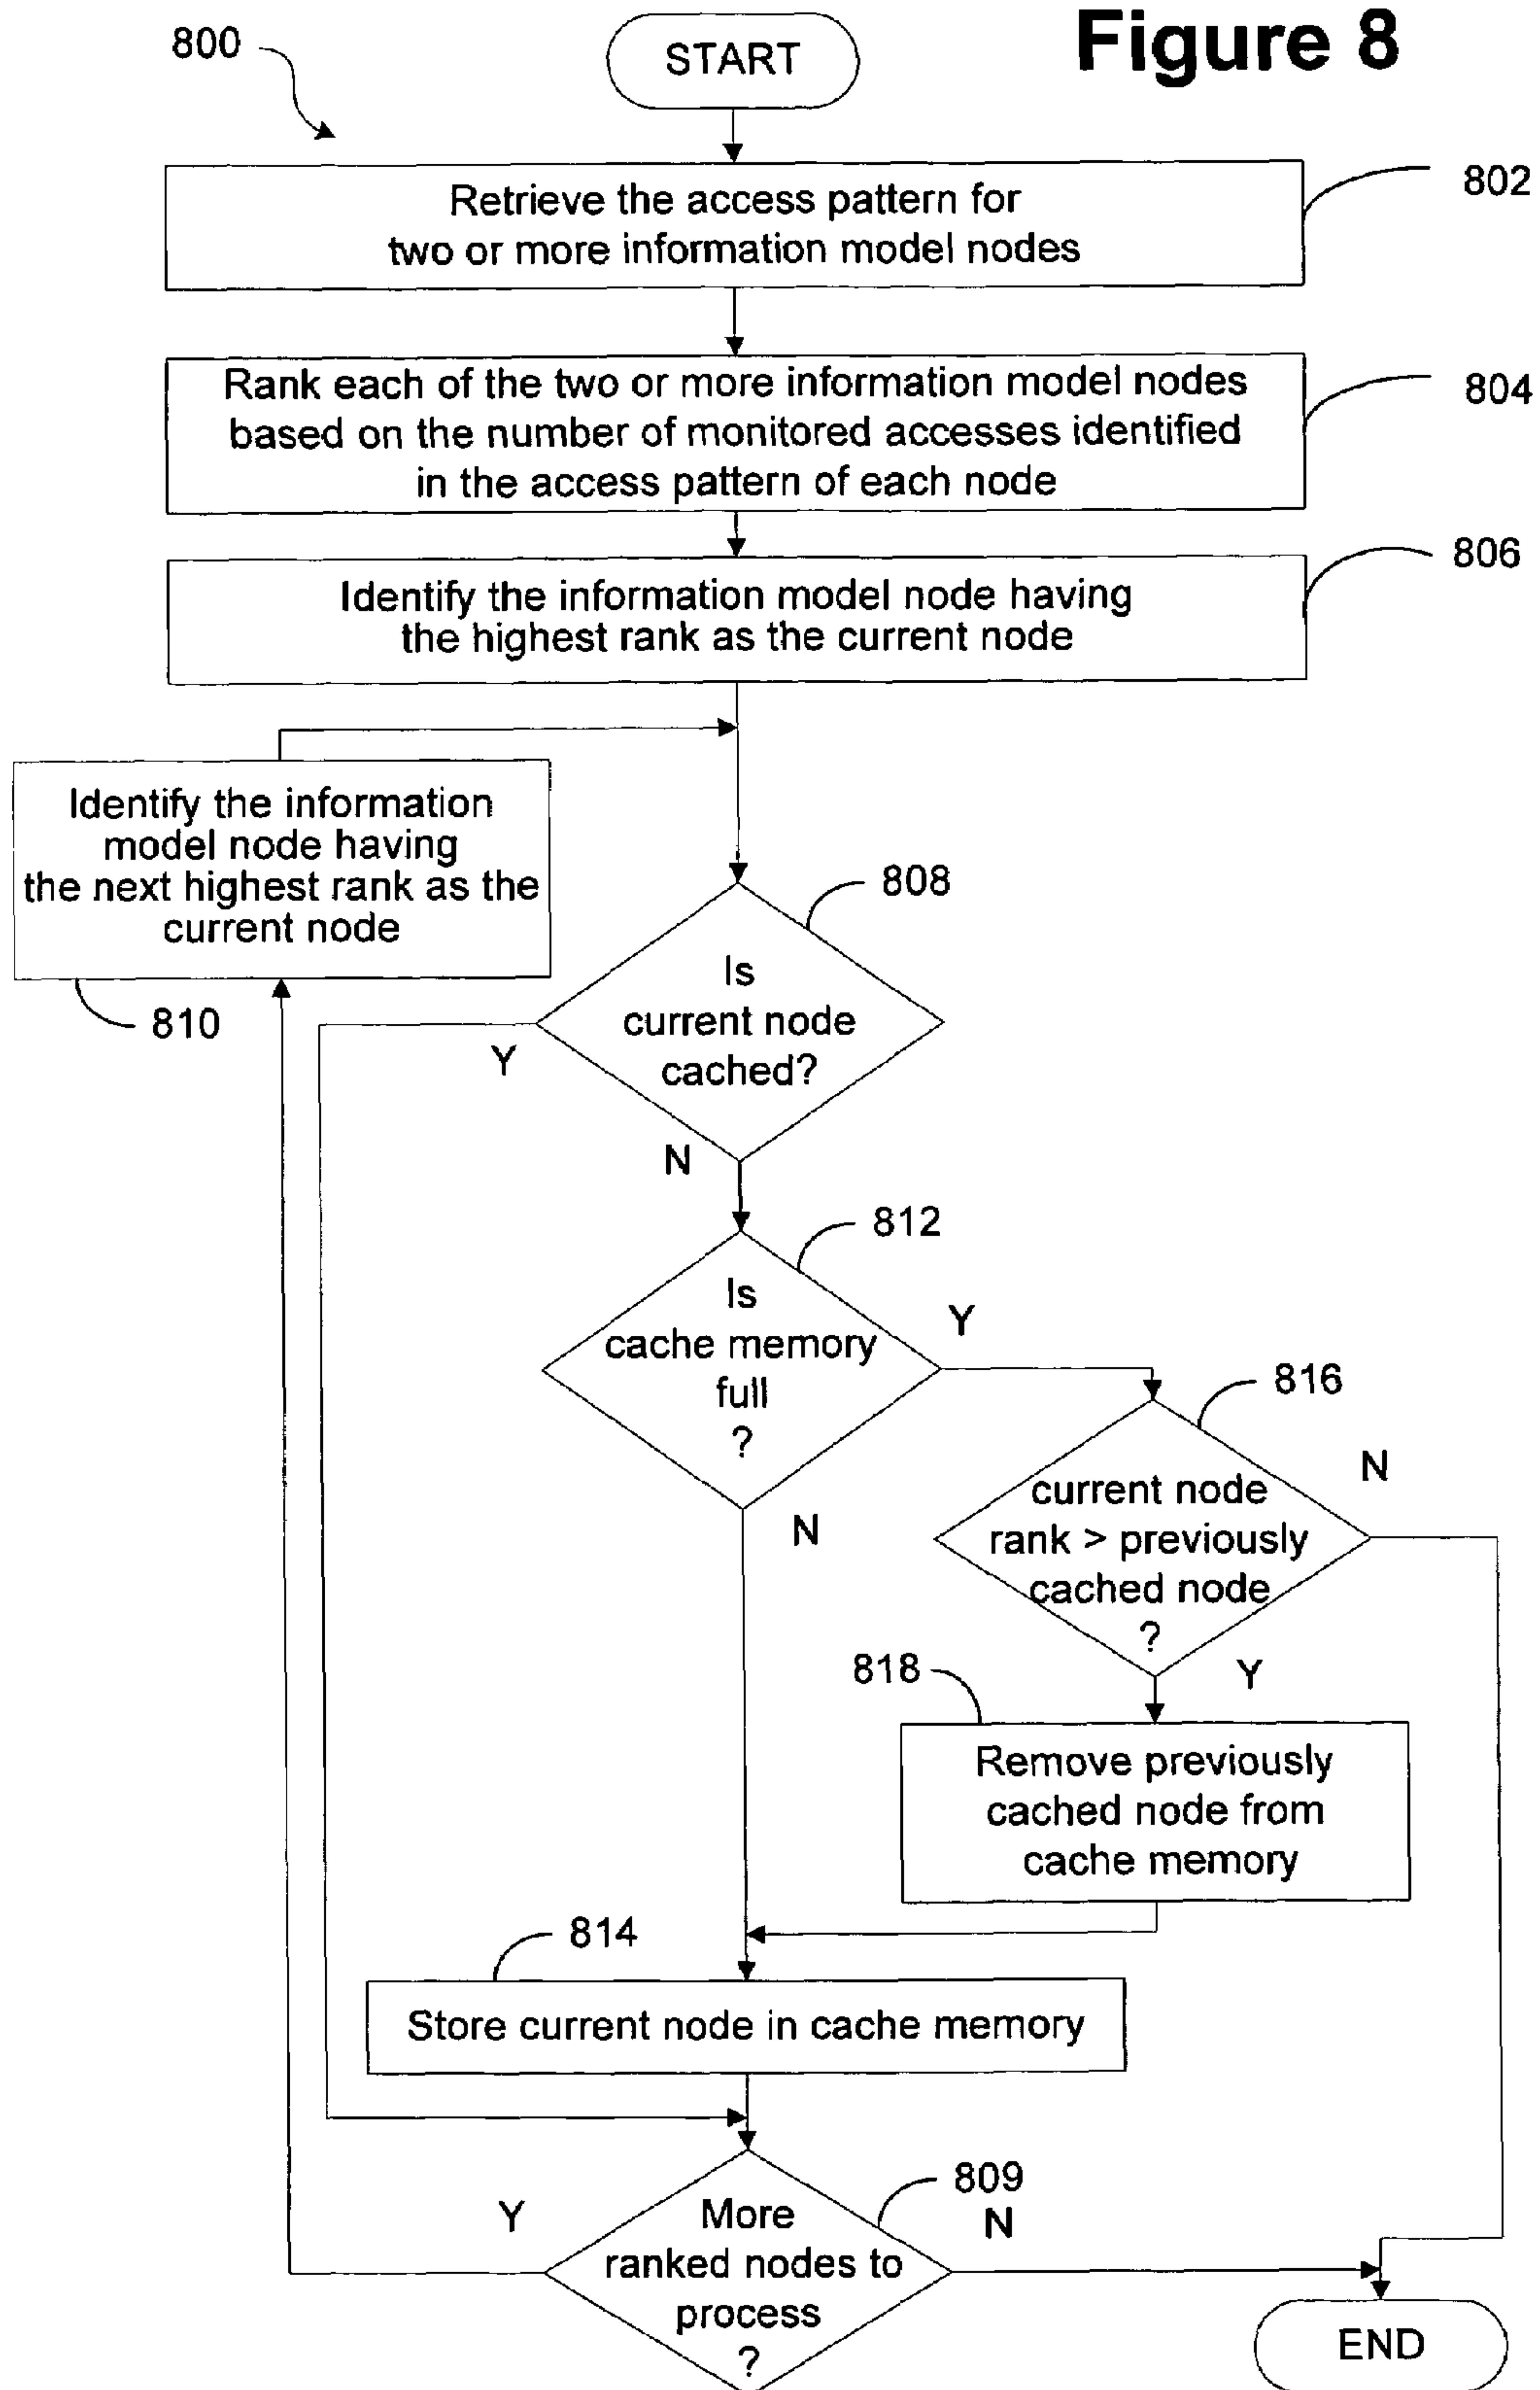 Figure 8
800
START
Retrieve the access pattern for
two or more information model nodes
802
Rank each of the two or more information model nodes
based on the number of monitored accesses identified
in the access pattern of each node
804
Identify the information model node having
the highest rank as the current node
806
Identify the information
model node having
the next highest rank as the
current node
810
Is
current node
cached?
808
Y
N
Is
cache memory
full
?
812
Y
N
current node
rank > previously
cached node
?
816
N
Y
818
Remove previously
cached node from
cache memory
814
Store current node in cache memory
More
ranked nodes to
process
?
809
Y
N
END